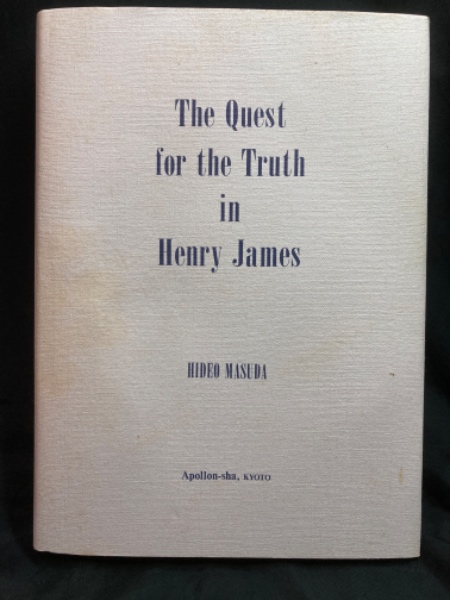 The Quest
for the Truth
in
Henry James
HIDEO MASUDA
Apollon-sha, KYOTO